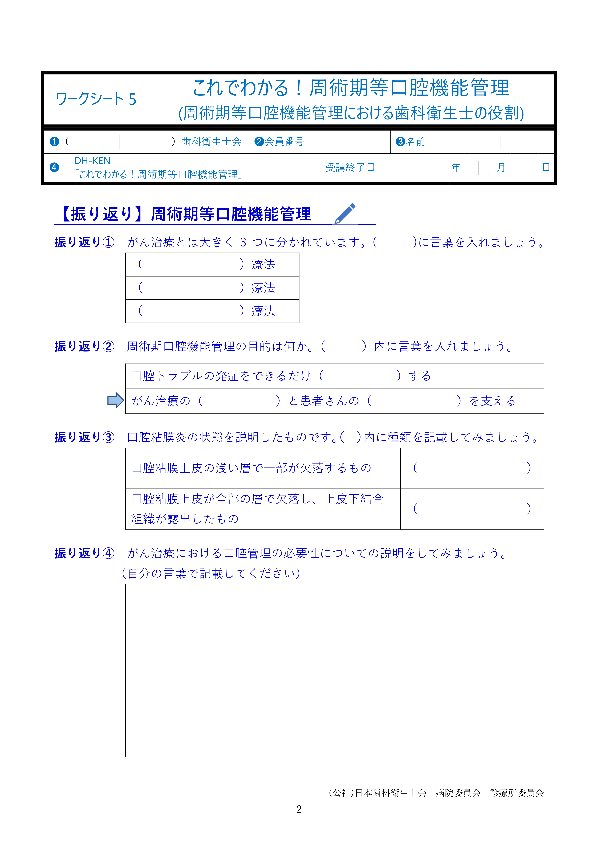 ワークシート 5
これでわかる！周術期等口腔機能管理
(周術期等口腔機能管理における歯科衛生士の役割)
❶（　　　　　　　　）歯科衛生士会　❷会員番号　❸名前
❹ DH-KEN
「これでわかる！周術期等口腔機能管理」　受講終了日　年　月　日
【振り返り】周術期等口腔機能管理
振り返り①　がん治療とは大きく 3 つに分かれています。（　　　）に言葉を入れましょう。
（　　　　　　　　）療法
（　　　　　　　　）療法
（　　　　　　　　）療法
振り返り②　周術期口腔機能管理の目的は何か。（　　　）内に言葉を入れましょう。
口腔トラブルの発症をできるだけ（　　　　　　）する
がん治療の（　　　　　　）と患者さんの（　　　　　　　）を支える
振り返り③　口腔粘膜炎の状態を説明したものです。（　）内に種類を記載してみましょう。
口腔粘膜上皮の浅い層で一部が欠落するもの　（　　　　　　　　　）
口腔粘膜上皮が全部の層で欠落し、上皮下結合
組織が露出したもの　（　　　　　　　　　）
振り返り④　がん治療における口腔管理の必要性についての説明をしてみましょう。
（自分の言葉で記載してください）
（公社）日本歯科衛生士会　病院委員会　診療所委員会
2